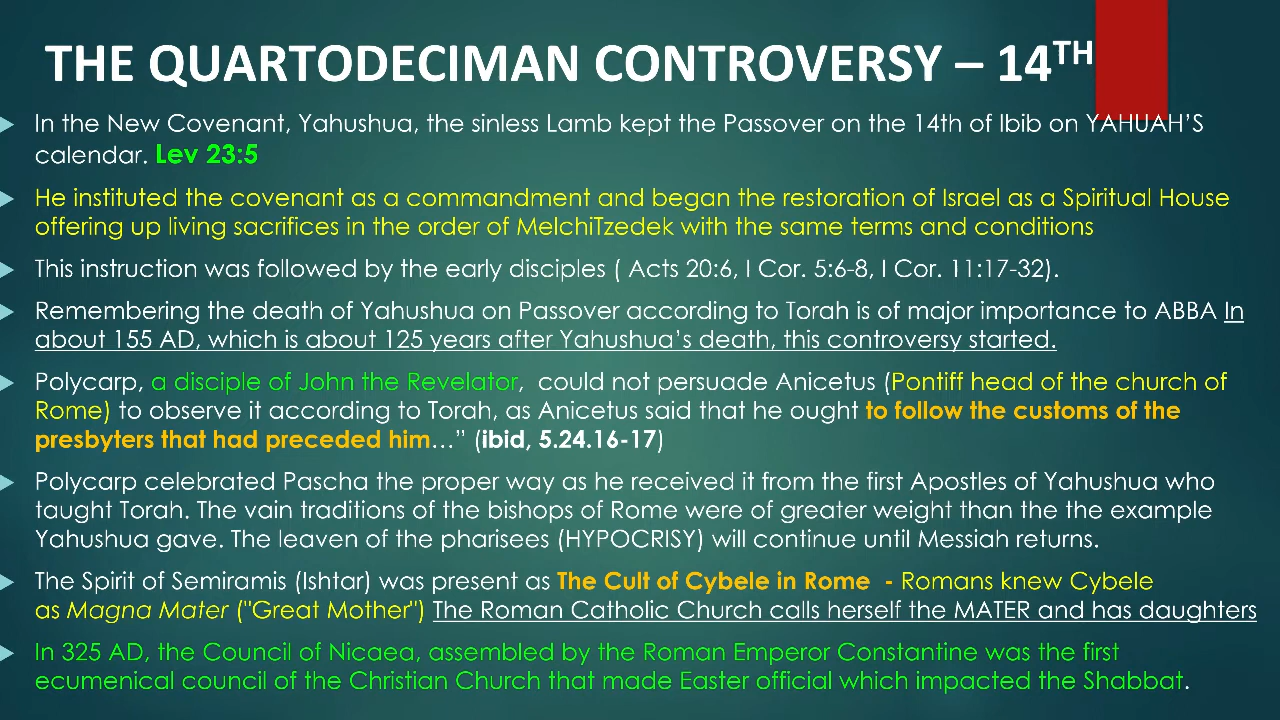 THE QUARTODECIMAN CONTROVERSY – 14TH
In the New Covenant, Yahushua, the sinless Lamb kept the Passover on the 14th of Ibib on YAHUAH'S
calendar. Lev 23:5
He instituted the covenant as a commandment and began the restoration of Israel as a Spiritual House
offering up living sacrifices in the order of MelchiTzedek with the same terms and conditions
This instruction was followed by the early disciples ( Acts 20:6, I Cor. 5:6-8, I Cor. 11:17-32).
Remembering the death of Yahushua on Passover according to Torah is of major importance to ABBA In
about 155 AD, which is about 125 years after Yahushua's death, this controversy started.
Polycarp, a disciple of John the Revelator, could not persuade Anicetus (Pontiff head of the church of
Rome) to observe it according to Torah, as Anicetus said that he ought to follow the customs of the
presbyters that had preceded him…" (ibid, 5.24.16-17)
Polycarp celebrated Pascha the proper way as he received it from the first Apostles of Yahushua who
taught Torah. The vain traditions of the bishops of Rome were of greater weight than the the example
Yahushua gave. The leaven of the pharisees (HYPOCRISY) will continue until Messiah returns.
The Spirit of Semiramis (Ishtar) was present as The Cult of Cybele in Rome - Romans knew Cybele
as Magna Mater ("Great Mother") The Roman Catholic Church calls herself the MATER and has daughters
In 325 AD, the Council of Nicaea, assembled by the Roman Emperor Constantine was the first
ecumenical council of the Christian Church that made Easter official which impacted the Shabbat.